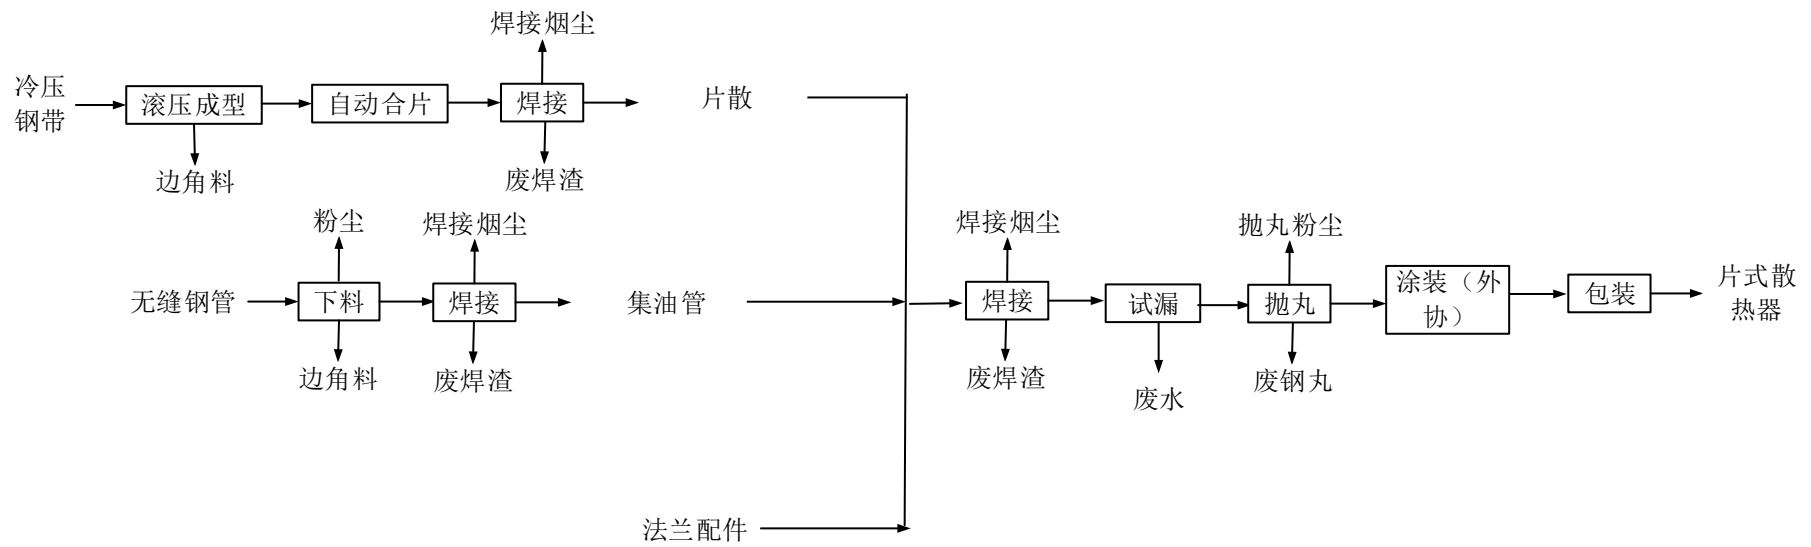 焊接烟尘
冷压
钢带
滚压成型
自动合片
焊接
片散
边角料
废焊渣
粉尘
焊接烟尘
无缝钢管
下料
焊接
集油管
边角料
废焊渣
法兰配件
焊接烟尘
抛丸粉尘
焊接
试漏
抛丸
涂装（外
协）
包装
片式散
热器
废焊渣
废水
废钢丸